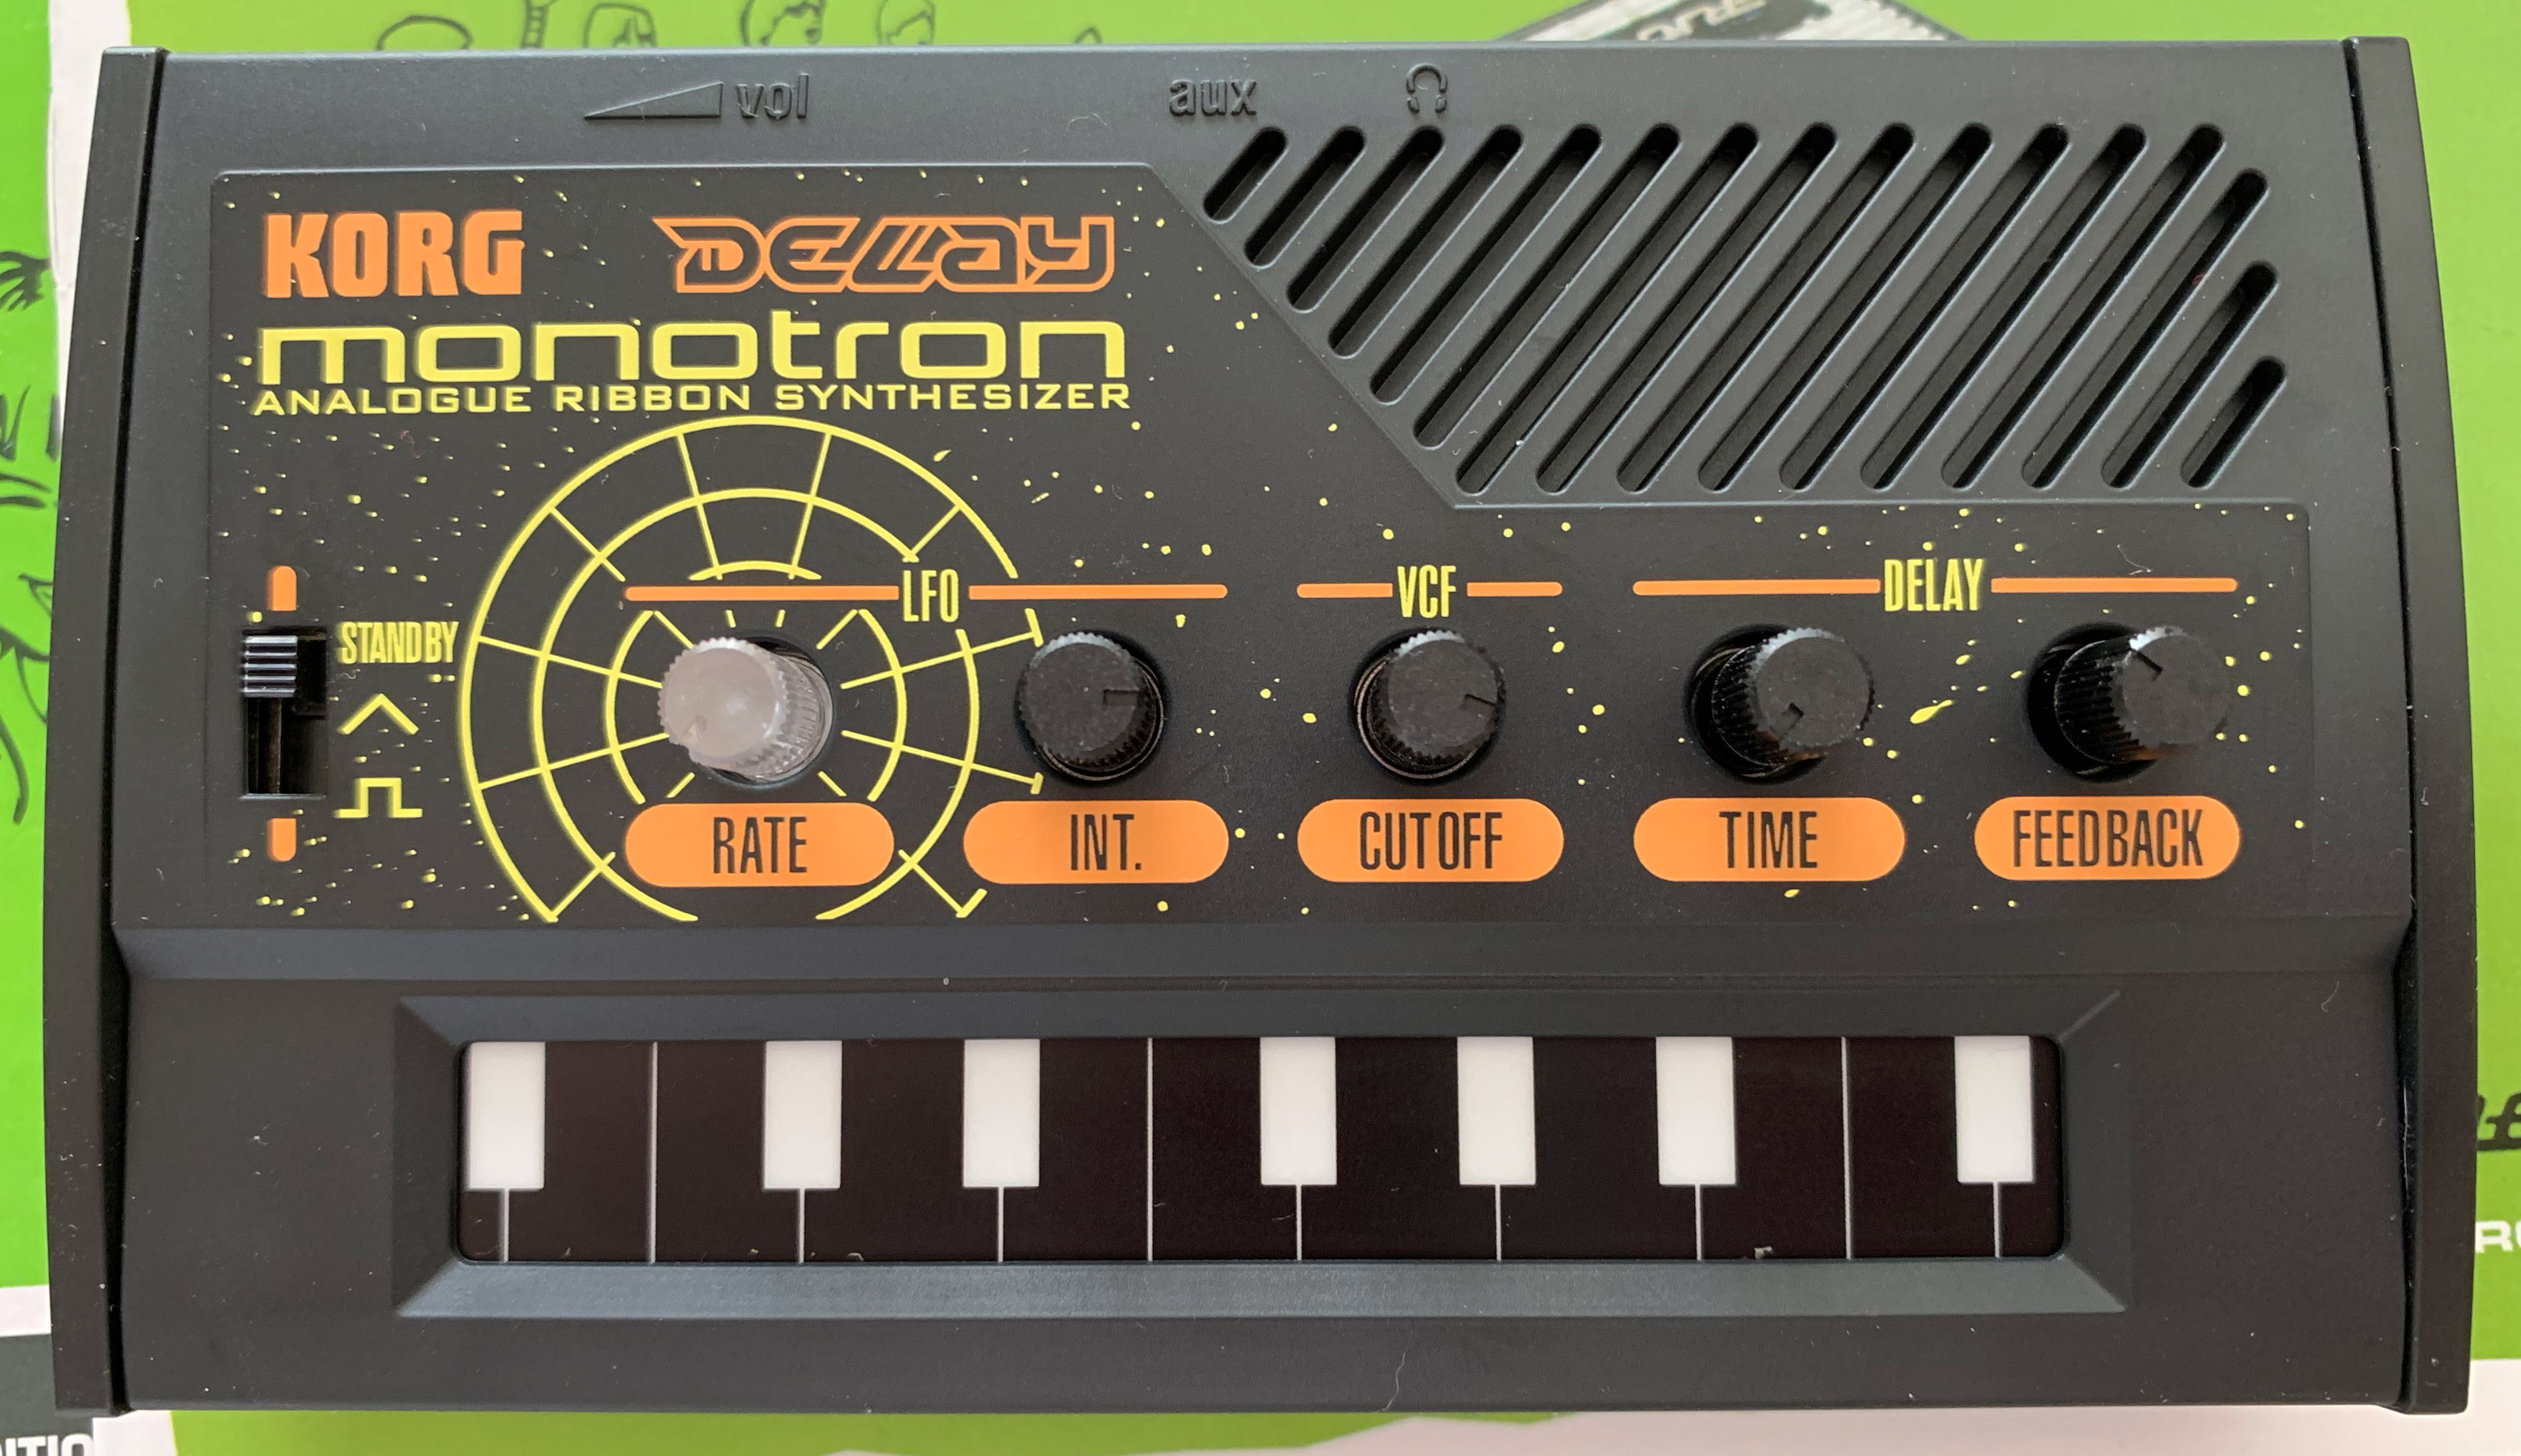 vol
aux
KORG DELAY
monotron
ANALOGUE RIBBON SYNTHESIZER
LFO
VCF
DELAY
STANDBY
RATE
INT.
CUTOFF
TIME
FEEDBACK